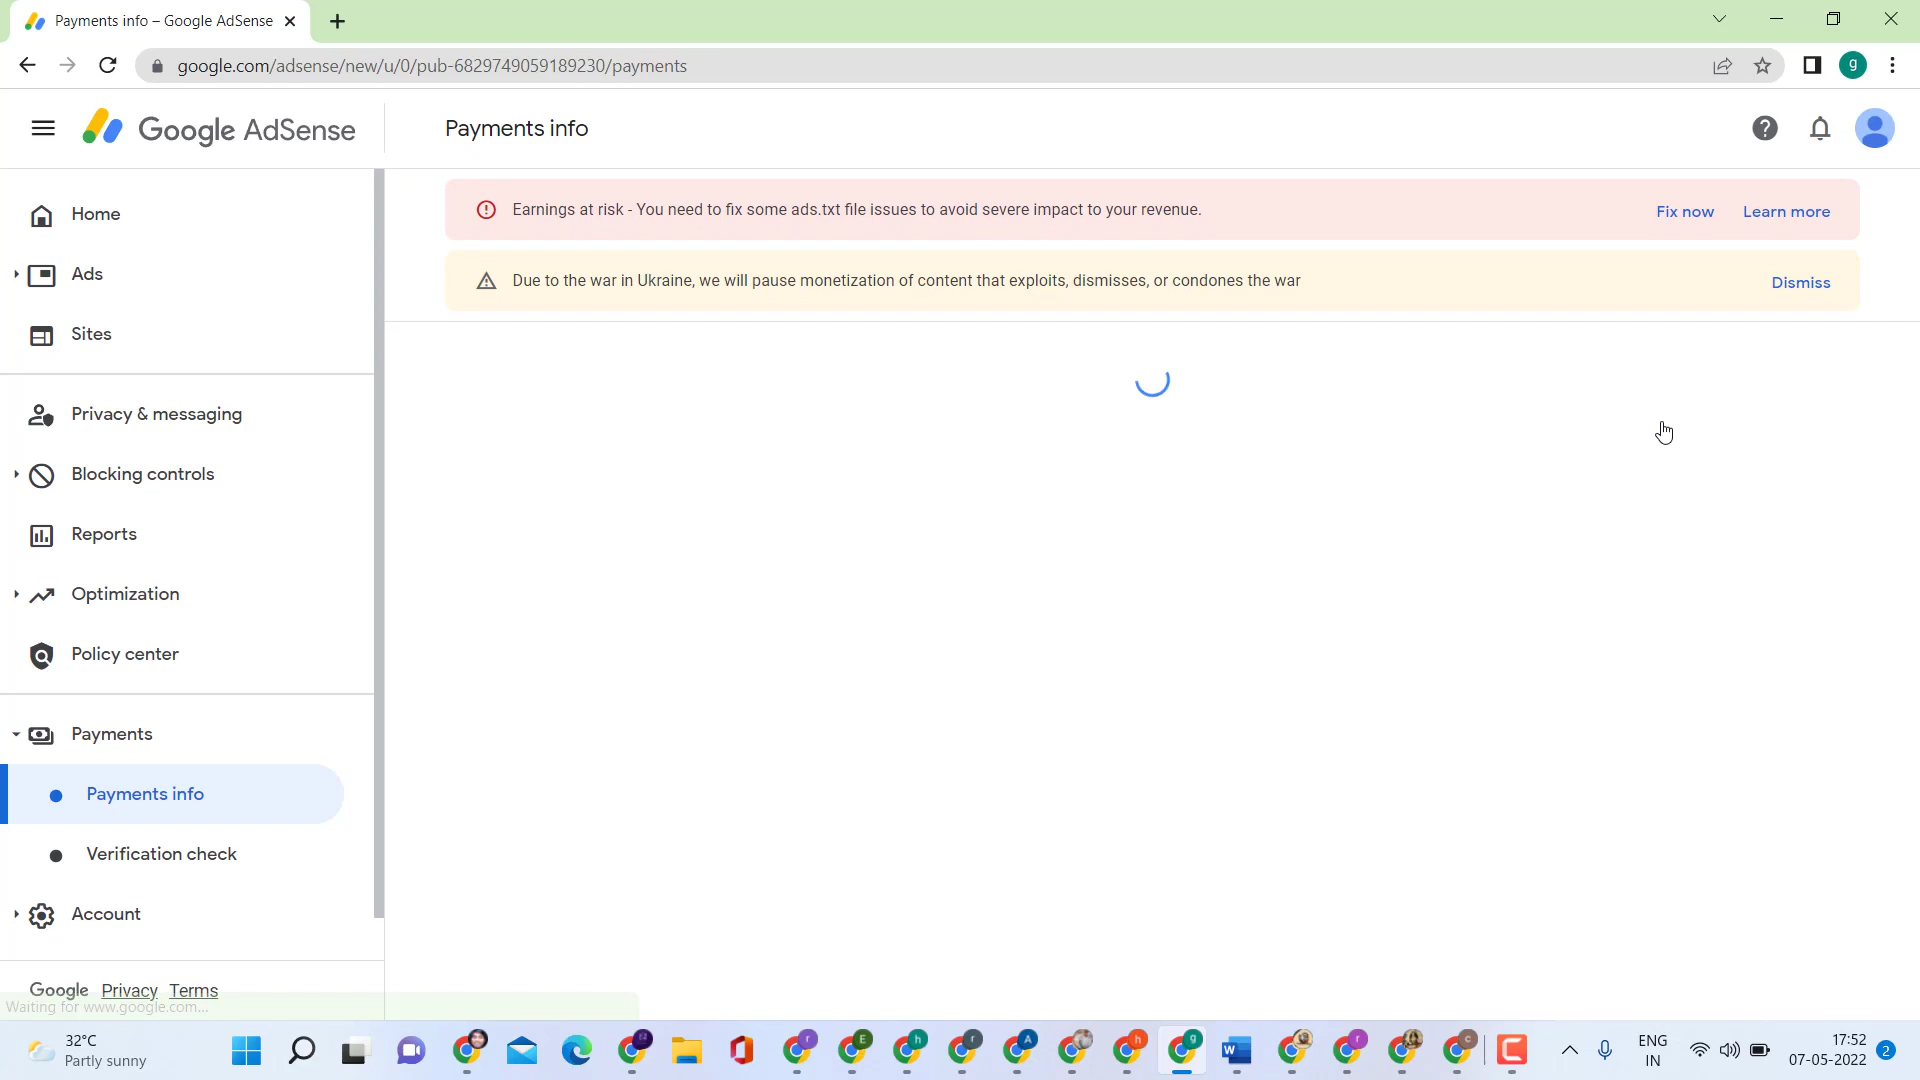 Payments info – Google AdSense
google.com/adsense/new/u/0/pub-6829749059189230/payments
g
Google AdSense
Payments info
Home
Ads
Sites
Privacy & messaging
Blocking controls
Reports
Optimization
Policy center
Payments
Payments info
Verification check
Account
Google Privacy Terms
Waiting for www.google.com...
Earnings at risk - You need to fix some ads.txt file issues to avoid severe impact to your revenue.
Fix now Learn more
Due to the war in Ukraine, we will pause monetization of content that exploits, dismisses, or condones the war
Dismiss
32°C
Partly sunny
r
E
h
r
A
h
g
W
r
c
ENG
IN
17:52
07-05-2022
2